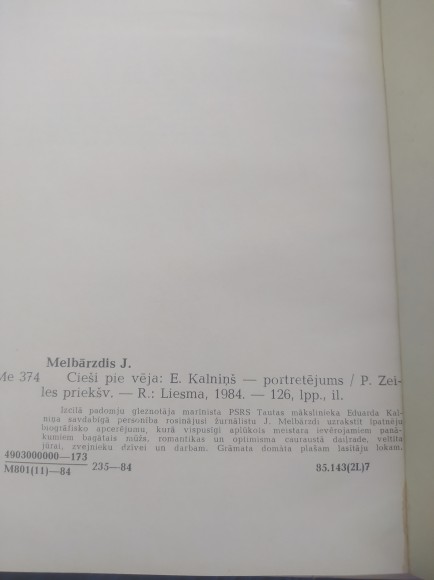 Melbārzdis J.
Me 374 Cieši pie vēja: E. Kalniņš — portretējums / P. Zei-
les priekšv. — R.: Liesma, 1984. — 126, lpp., il.
Izcilā padomju gleznotāja marinista PSRS Tautas mākslinieka Eduarda Kal-
niņa savdabīgā personība rosinājusi žurnālistu J. Melbārzdi uzrakstīt īpatnēju
biogrāfisko apcerējumu, kurā vispusīgi aplūkots meistara ievērojamiem panā-
kumiem bagātais mūžs, romantikas un optimisma caurausta daiļrade, veltīta
jūrai, zvejnieku dzīvei un darbam. Grāmata domāta plašam lasītāju lokam.
4903000000—173
M801(11)—84 235—84 85.143(2L)7